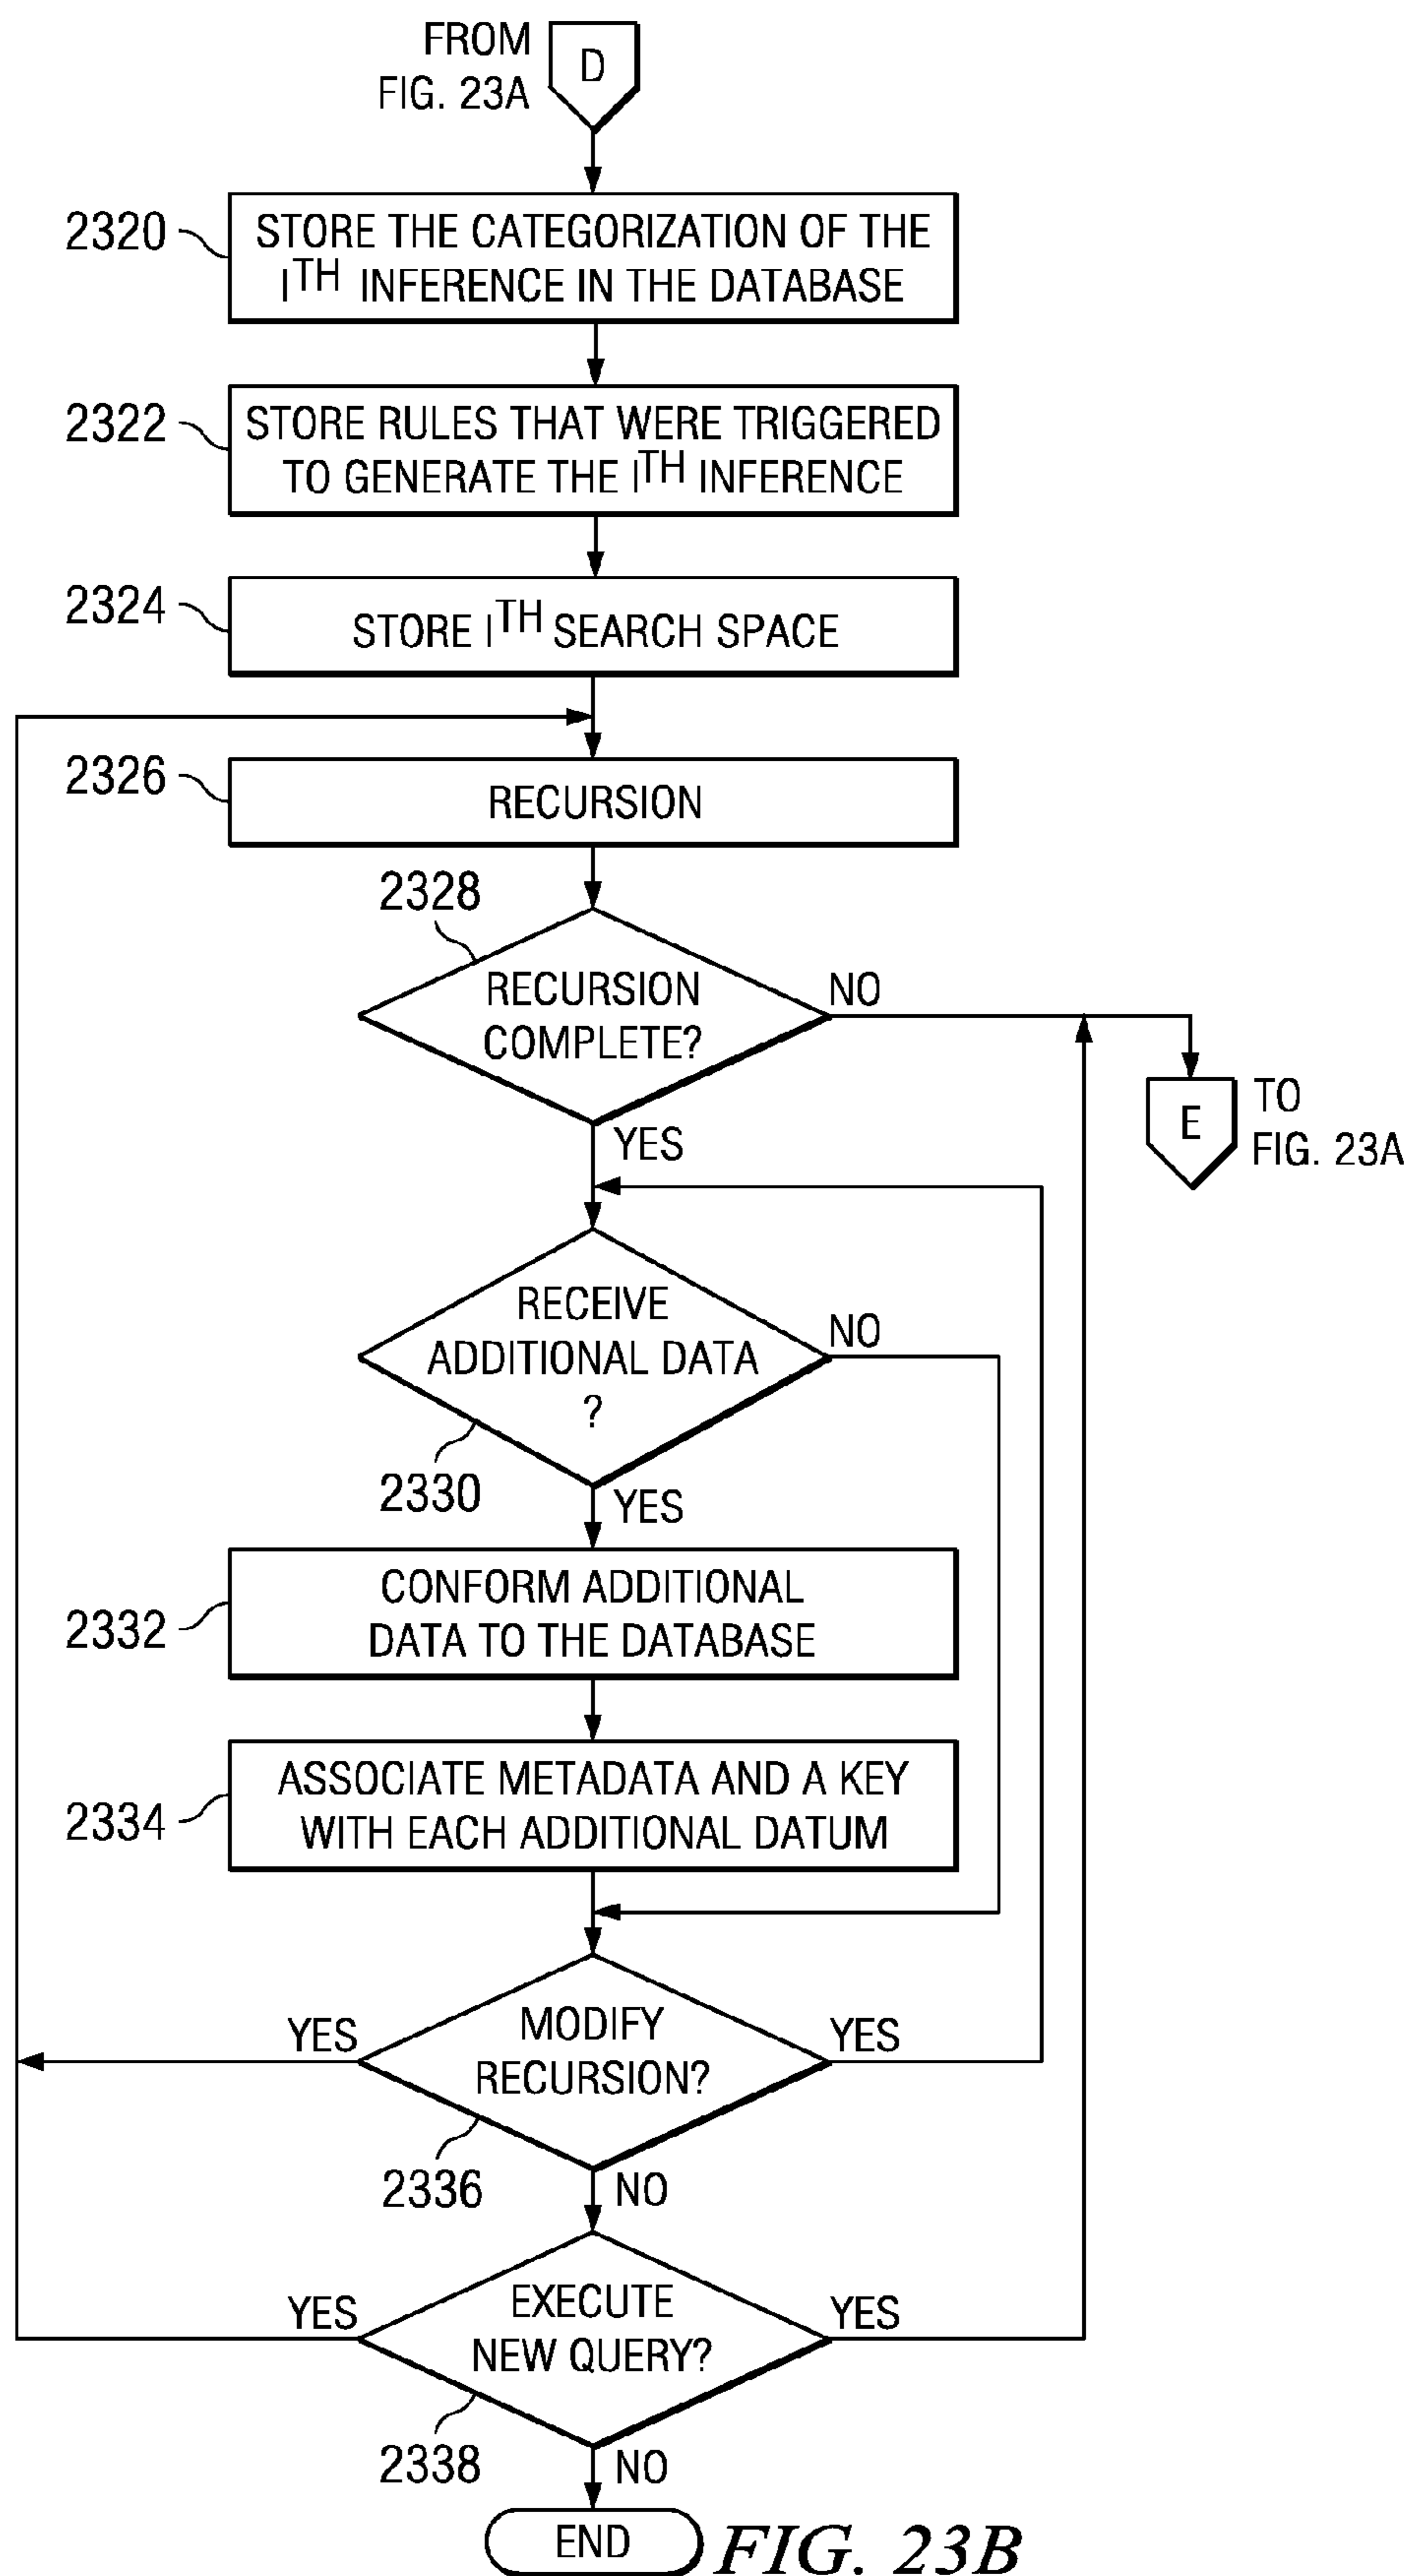 FROM
FIG. 23A
D
2320
STORE THE CATEGORIZATION OF THE
ITH INFERENCE IN THE DATABASE
2322
STORE RULES THAT WERE TRIGGERED
TO GENERATE THE ITH INFERENCE
2324
STORE ITH SEARCH SPACE
2326
RECURSION
2328
RECURSION
COMPLETE?
NO
YES
E
TO
FIG. 23A
RECEIVE
ADDITIONAL DATA
?
NO
2330
YES
CONFORM ADDITIONAL
DATA TO THE DATABASE
2332
ASSOCIATE METADATA AND A KEY
WITH EACH ADDITIONAL DATUM
2334
YES
MODIFY
RECURSION?
YES
2336
NO
YES
EXECUTE
NEW QUERY?
YES
2338
NO
END
FIG. 23B